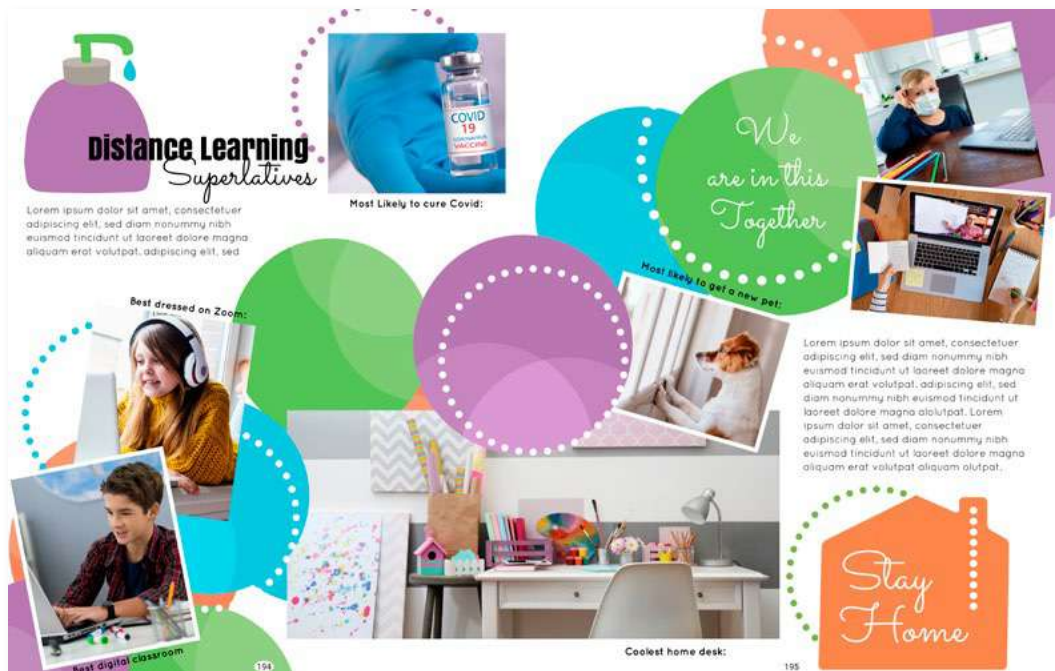 Distance Learning
Superlatives
Lorem ipsum dolor sit amet, consectetuer
adipiscing elit, sed diam nonummy nibh
euismod tincidunt ut laoreet dolore magna
aliquam erat volutpat. adipiscing elit, sed
COVID
19
CORONAVIRUS
VACCINE
Most Likely to cure Covid:
We
are in this
Together
Most likely to get a new pet:
Best dressed on Zoom:
Lorem ipsum dolor sit amet, consectetuer
adipiscing elit, sed diam nonummy nibh
euismod tincidunt ut laoreet dolore magna
aliquam erat volutpat. adipiscing elit, sed
diam nonummy nibh euismod tincidunt ut
laoreet dolore magna alolutpat. Lorem
ipsum dolor sit amet, consectetuer
adipiscing elit, sed diam nonummy nibh
euismod tincidunt ut laoreet dolore magna
aliquam erat volutpat aliquam olutpat.
Stay
Home
Best digital classroom
194
Coolest home desk:
195